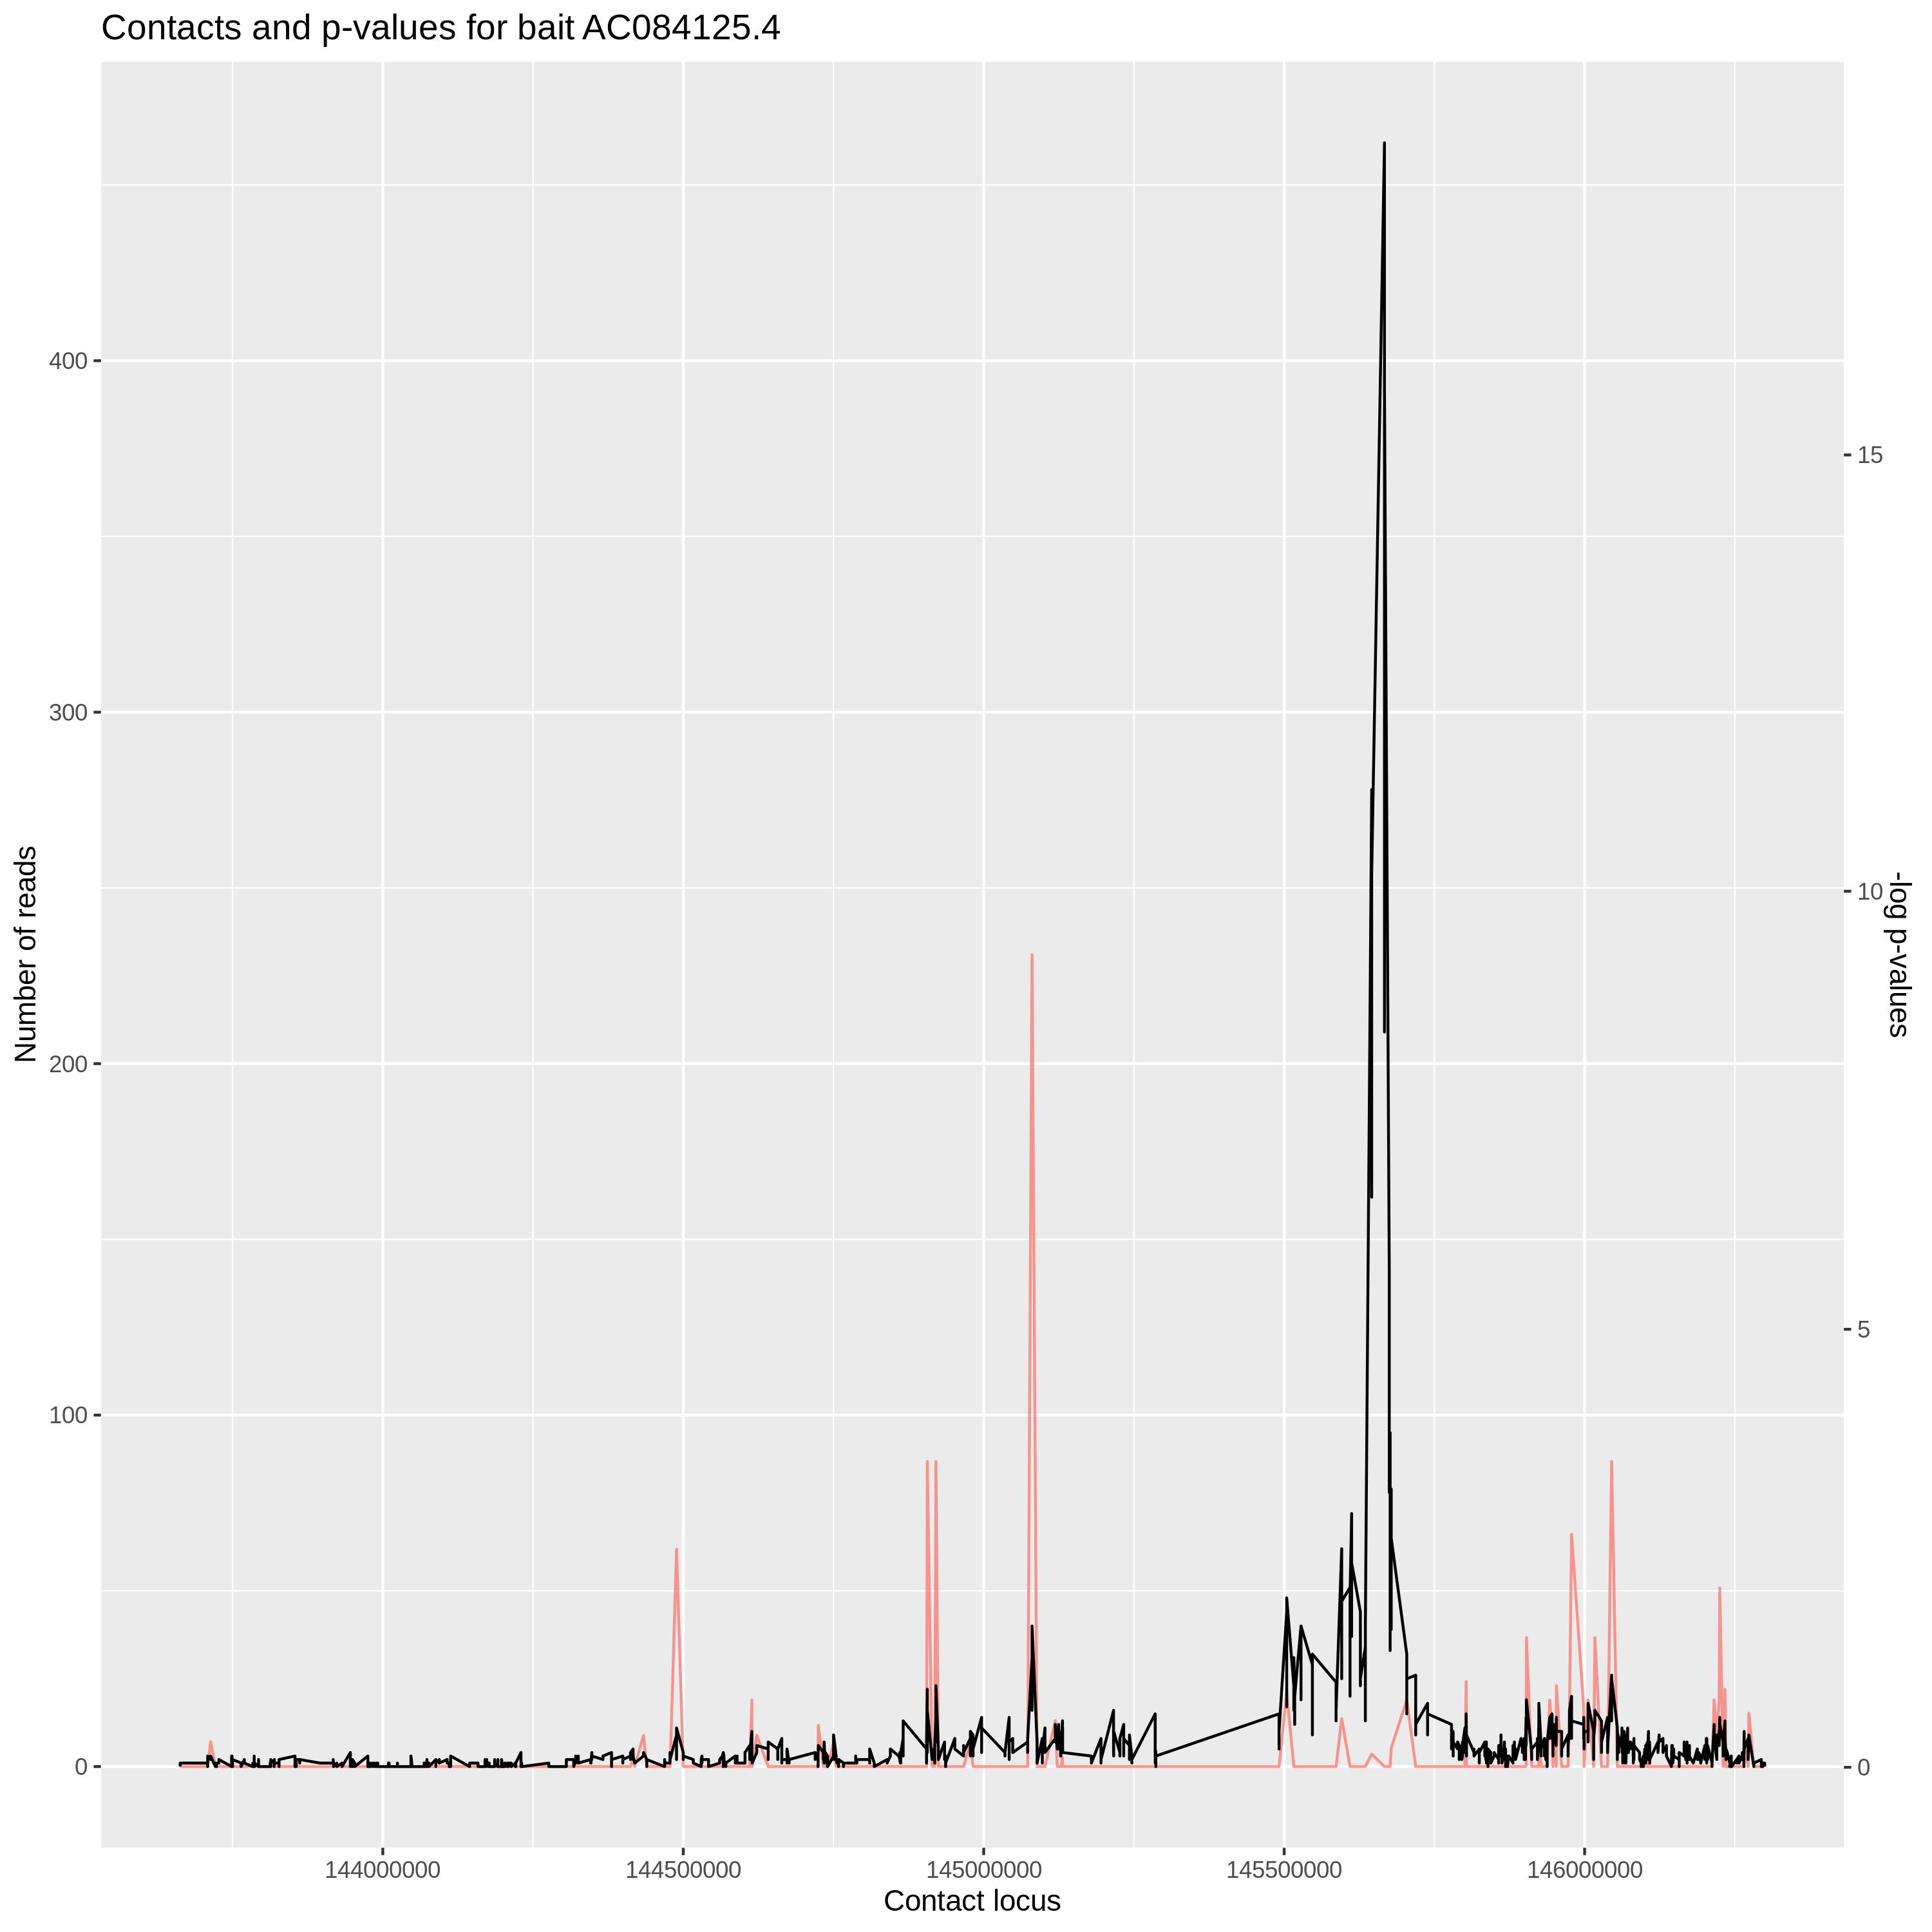 Contacts and p-values for bait AC084125.4
400
300
200
100
0
Number of reads
15
10
5
0
-log p-values
144000000 144500000 145000000 145500000 146000000
Contact locus